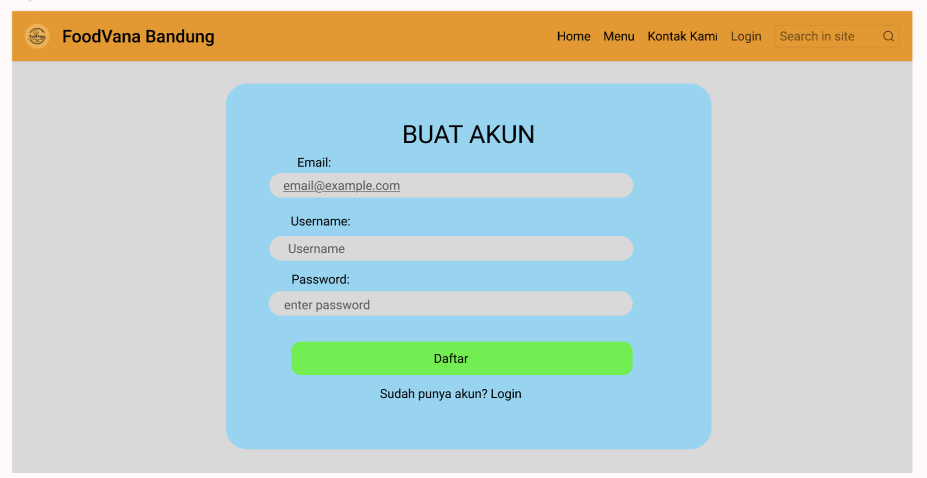 FoodVana Bandung
Home Menu Kontak Kami Login Search in site
BUAT AKUN
Email:
email@example.com
Username:
Username
Password:
enter password
Daftar
Sudah punya akun? Login